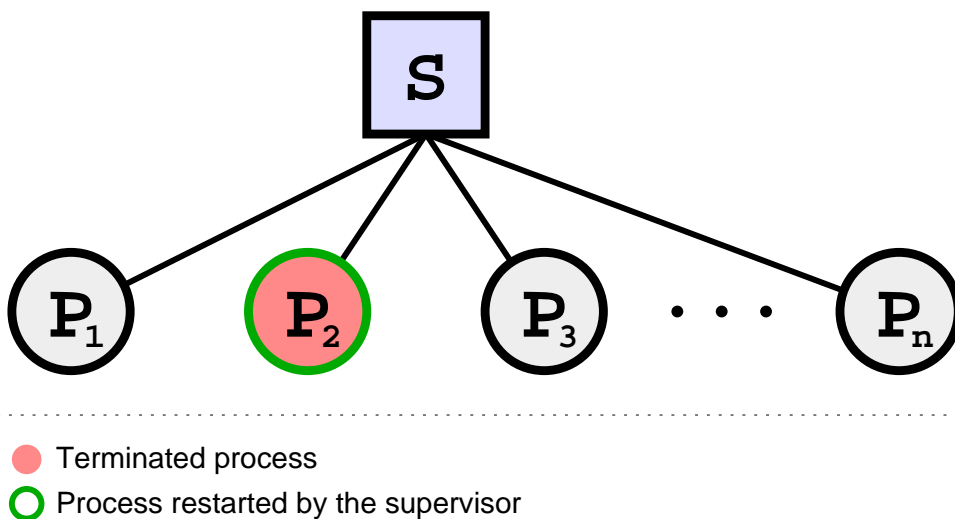 S
P1 P2 P3 . . . Pn
Terminated process
Process restarted by the supervisor